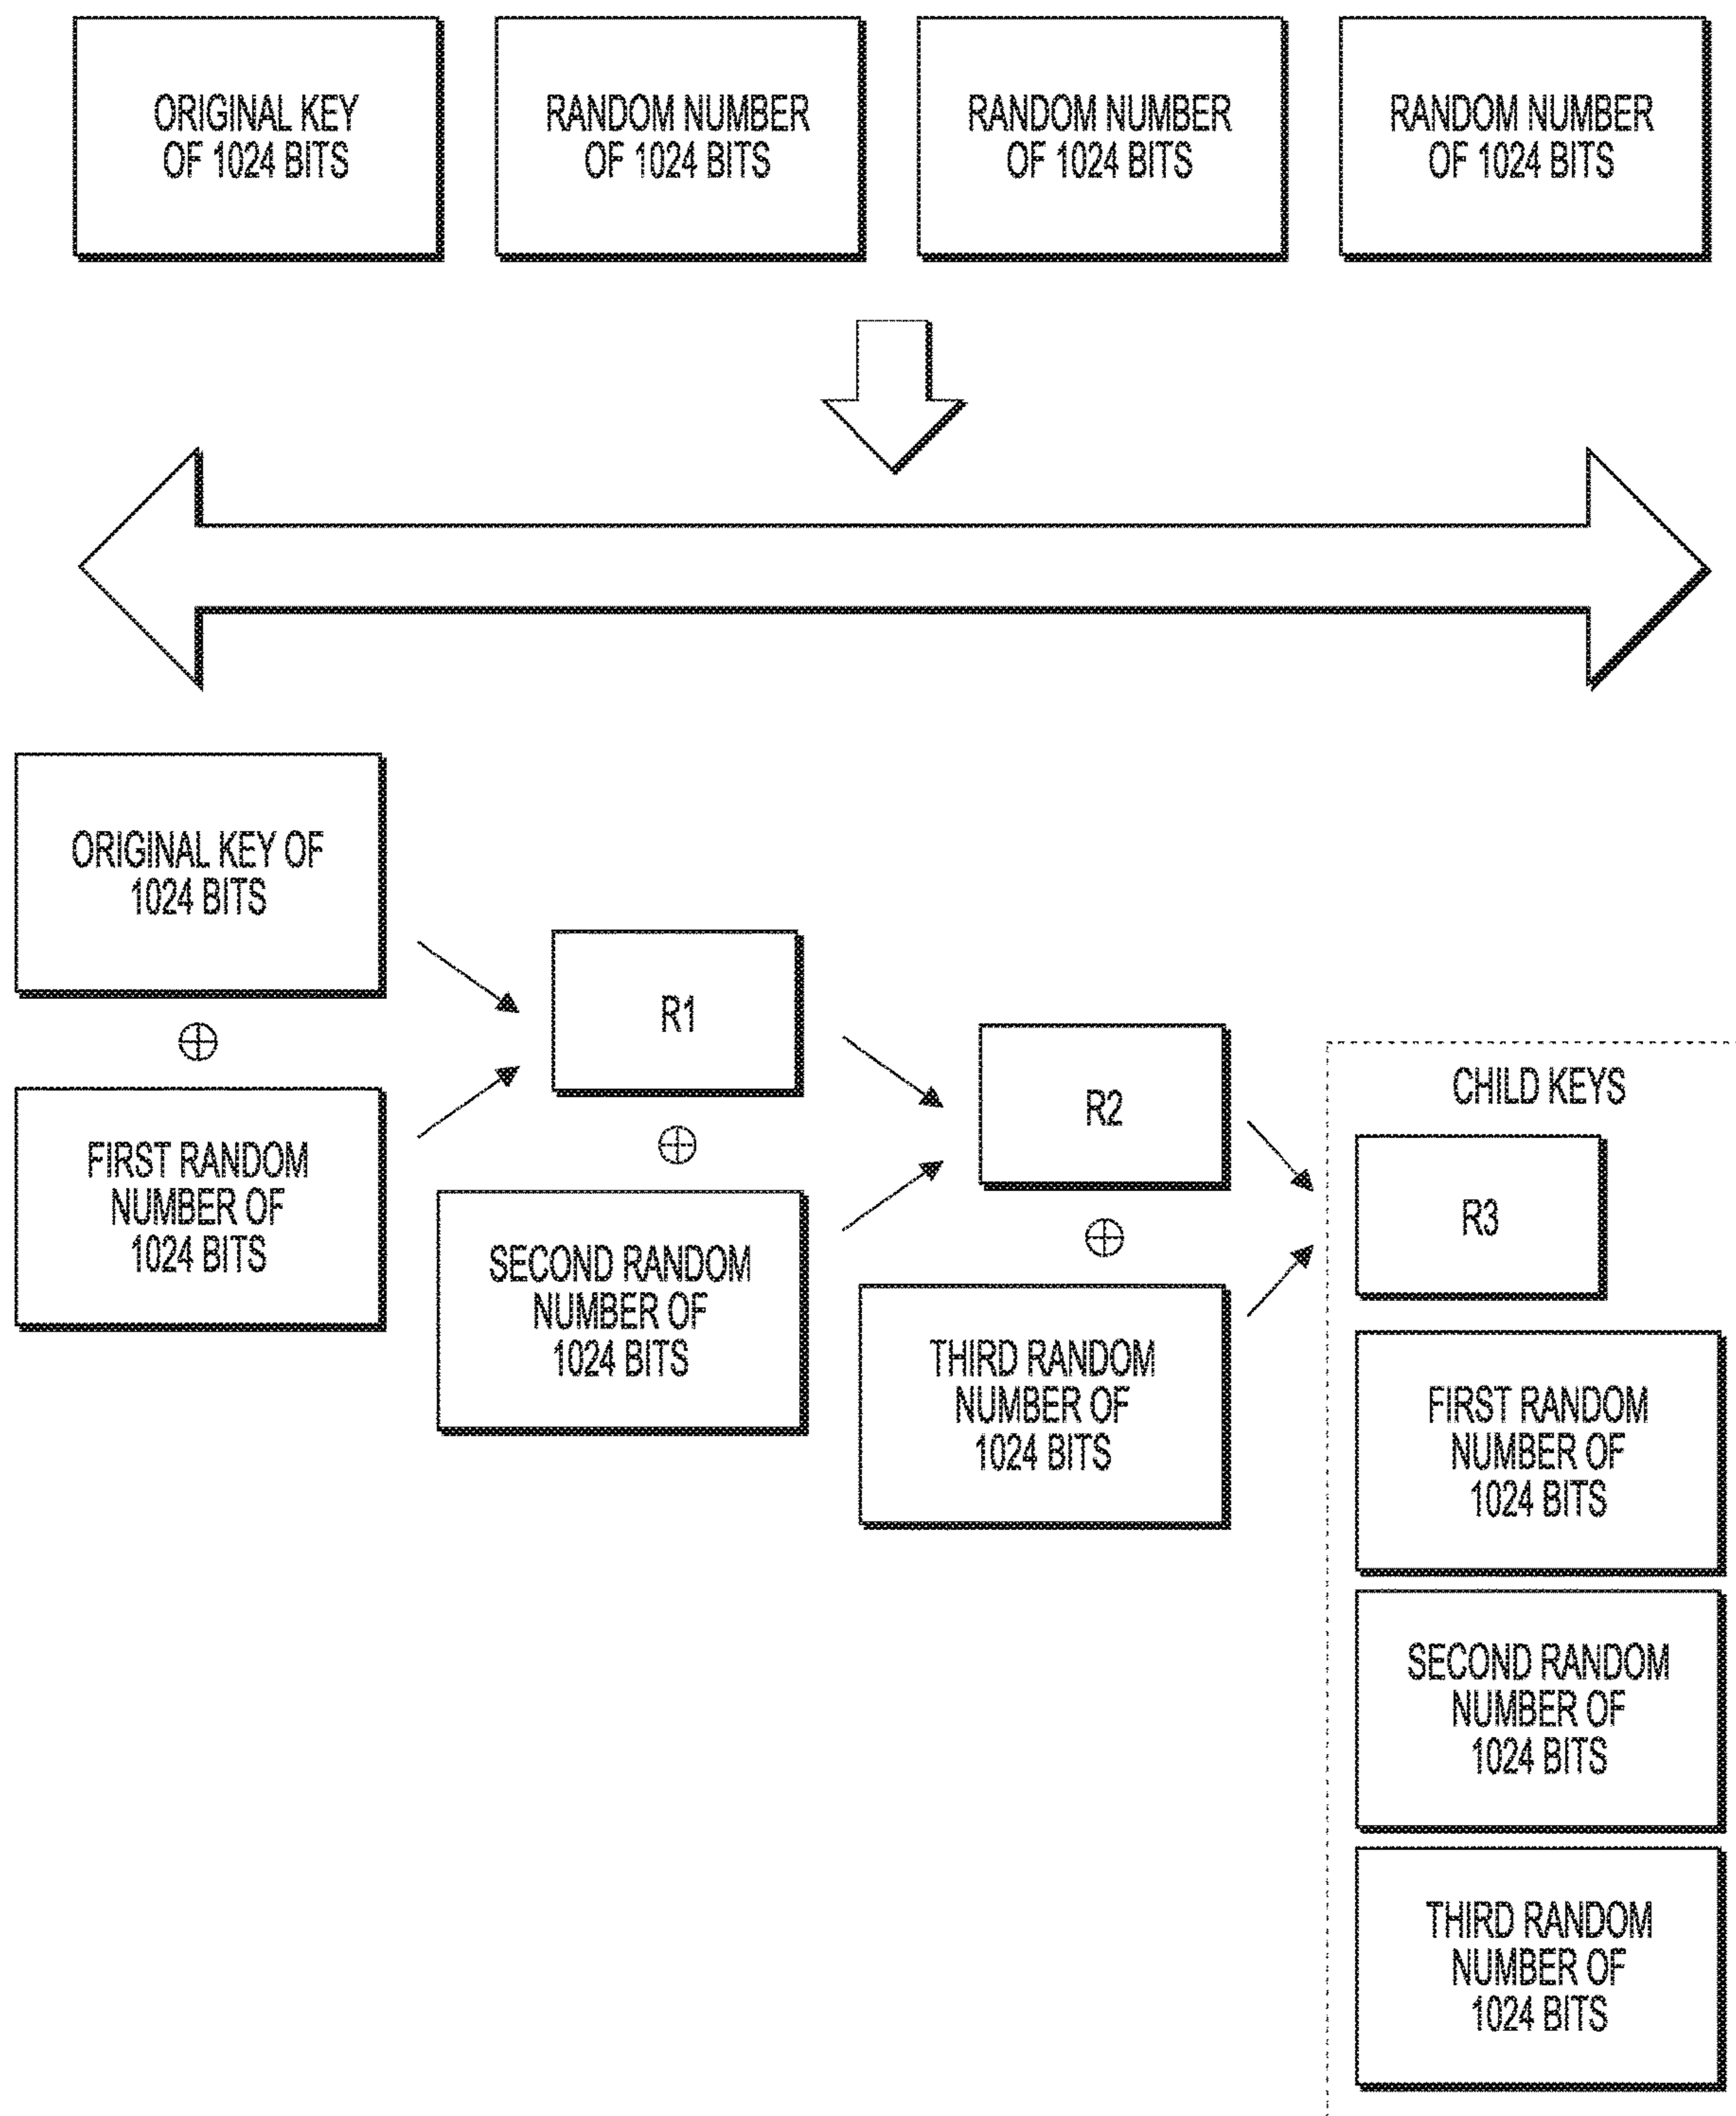 ORIGINAL KEY
OF 1024 BITS
RANDOM NUMBER
OF 1024 BITS
RANDOM NUMBER
OF 1024 BITS
RANDOM NUMBER
OF 1024 BITS
ORIGINAL KEY OF
1024 BITS
FIRST RANDOM
NUMBER OF
1024 BITS
R1
SECOND RANDOM
NUMBER OF
1024 BITS
R2
THIRD RANDOM
NUMBER OF
1024 BITS
CHILD KEYS
R3
FIRST RANDOM
NUMBER OF
1024 BITS
SECOND RANDOM
NUMBER OF
1024 BITS
THIRD RANDOM
NUMBER OF
1024 BITS